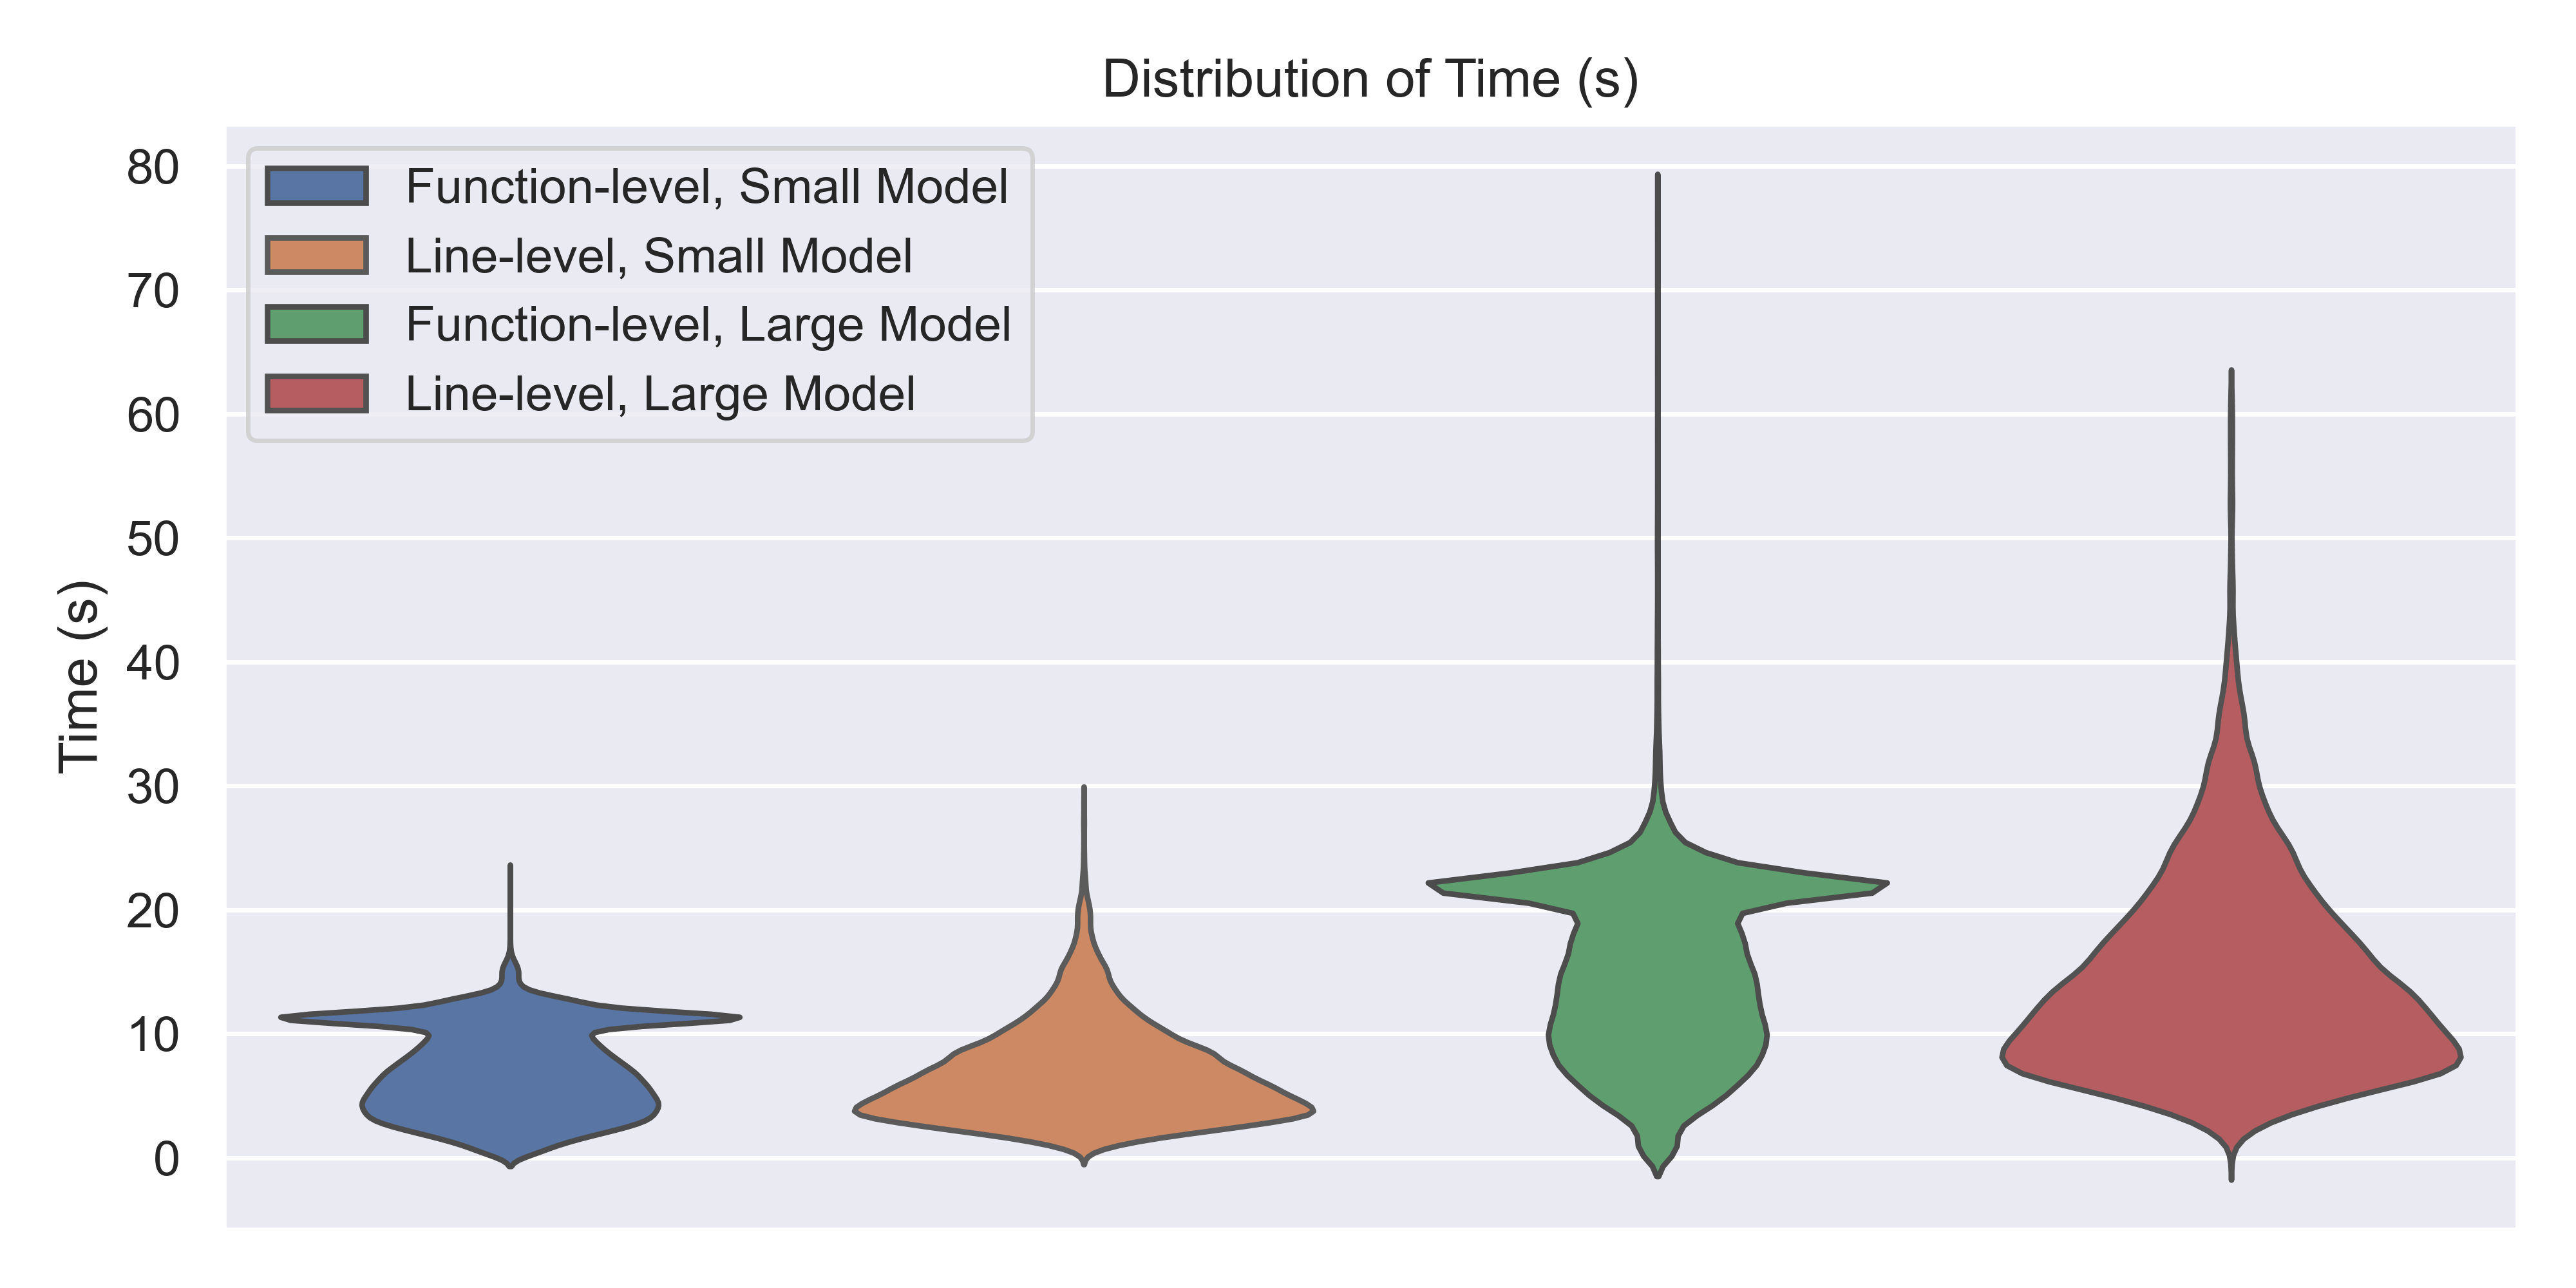 Distribution of Time (s)
Function-level, Small Model
Line-level, Small Model
Function-level, Large Model
Line-level, Large Model
Time (s)
80
70
60
50
40
30
20
10
0